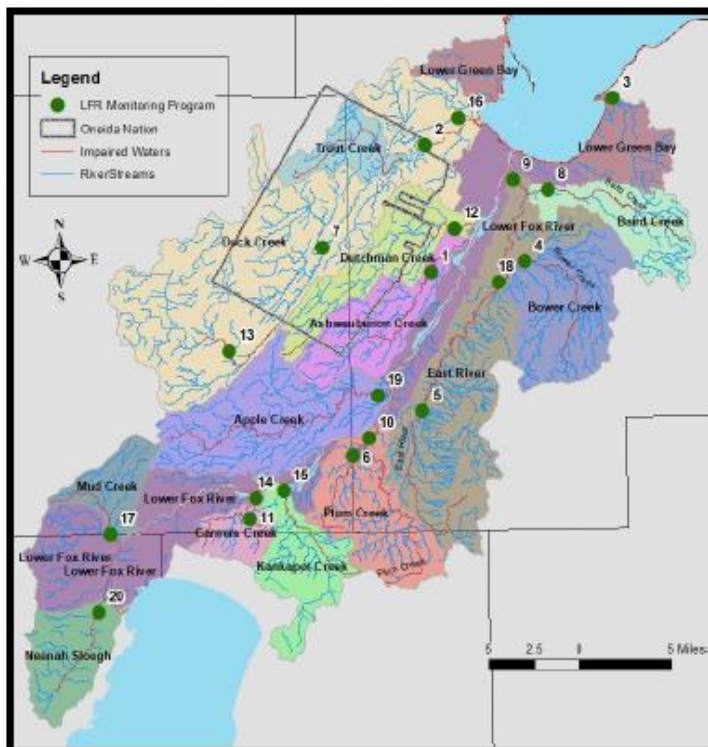 Lower Green Bay
3
Legend
LFR Monitoring Program
Oneida Nation
Impaired Waters
RiverStreams
16
2
Trout Creek
Lower Green Bay
9
8
Baird Creek
N
W E
S
7
12
Lower Fox River
4
Duck Creek
Dutchman Creek
1
18
Bower Creek
Ashwaubenon Creek
13
East River
19
5
Apple Creek
10
East River
6
Mud Creek
Lower Fox River
14
15
Plum Creek
17
11
Garners Creek
Lower Fox River
Lower Fox River
Kankapot Creek
Plum Creek
20
Neenah Slough
5 2.5 0 5 Miles